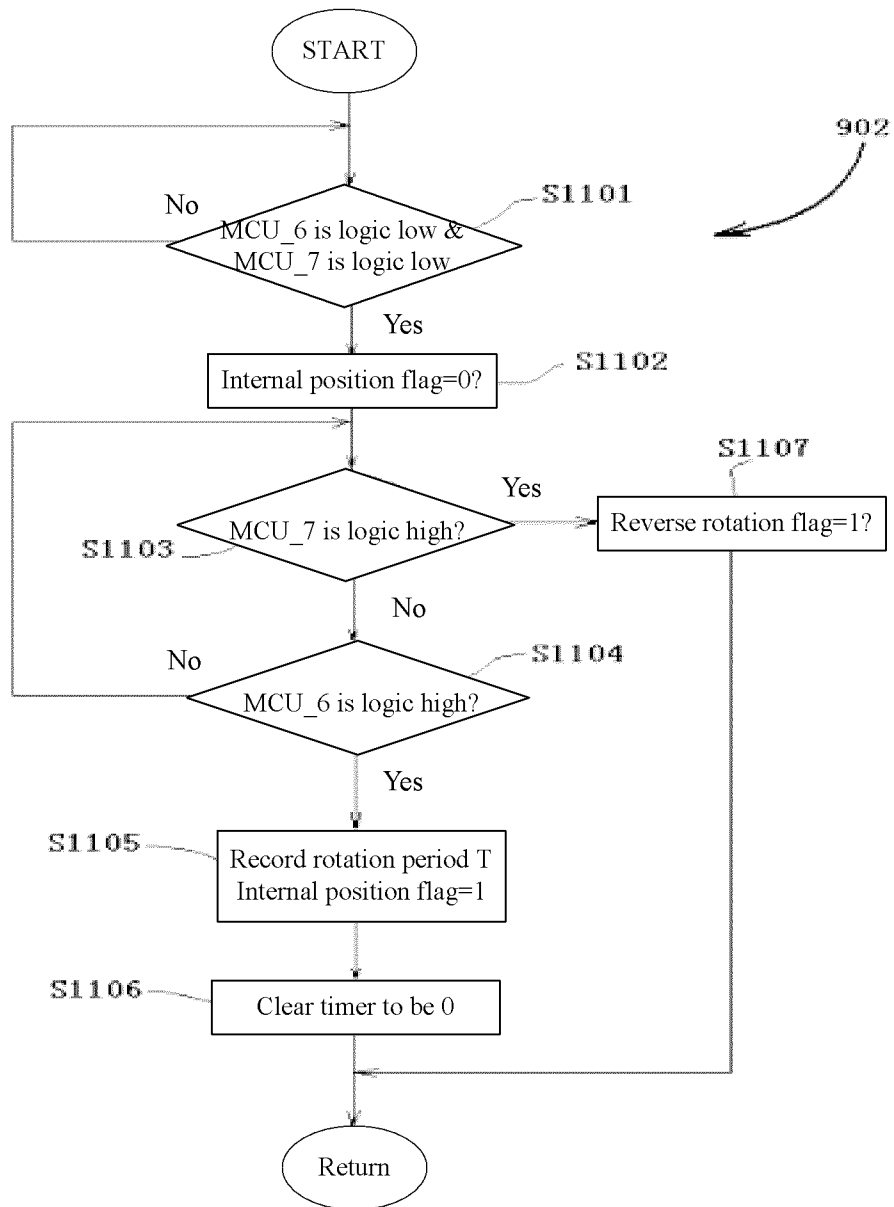 START
902
No
S1101
MCU_6 is logic low &
MCU_7 is logic low
Yes
Internal position flag=0?
S1102
S1107
Yes
MCU_7 is logic high?
Reverse rotation flag=1?
S1103
No
No
S1104
MCU_6 is logic high?
Yes
S1105
Record rotation period T
Internal position flag=1
S1106
Clear timer to be 0
Return